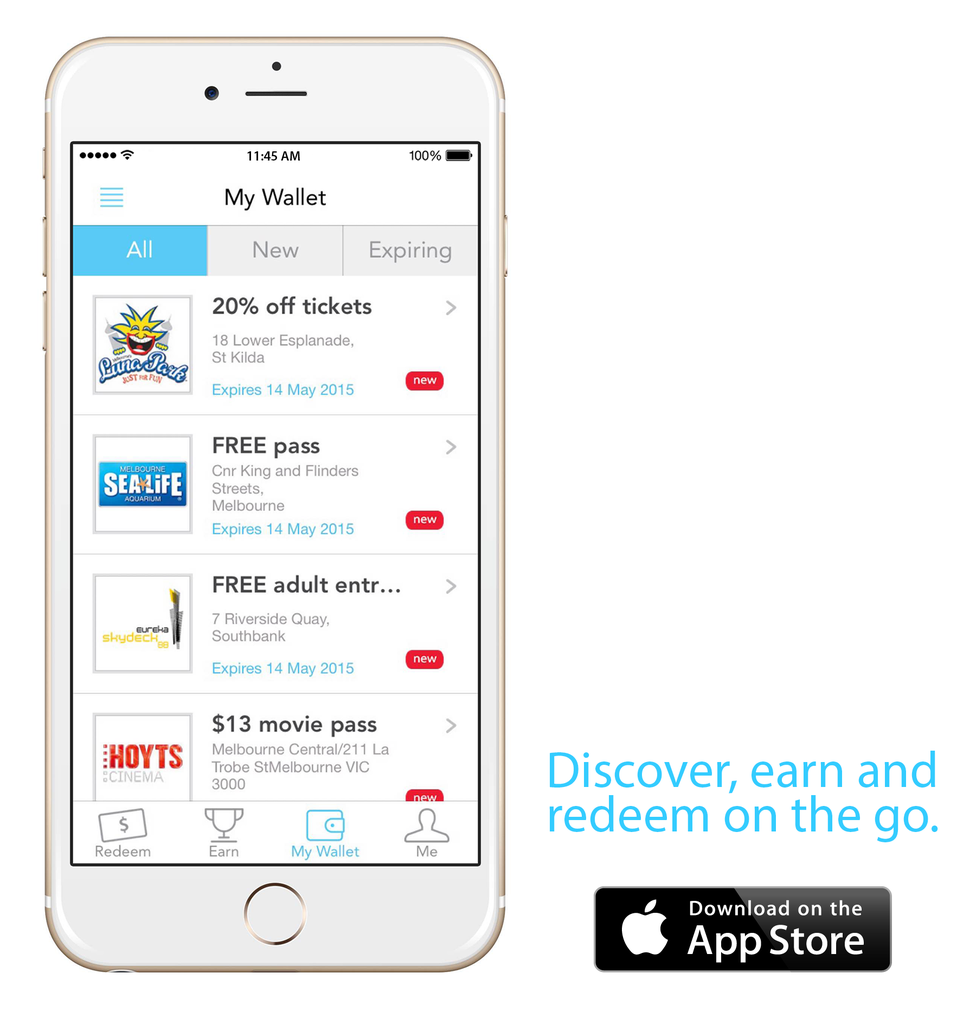 11:45 AM
100%
My Wallet
All
New
Expiring
20% off tickets
18 Lower Esplanade,
St Kilda
Expires 14 May 2015
new
Luna Park
JUST FOR FUN
FREE pass
Cnr King and Flinders
Streets,
Melbourne
Expires 14 May 2015
new
MELBOURNE
SEA LiFE
AQUARIUM
FREE adult entr...
7 Riverside Quay,
Southbank
Expires 14 May 2015
new
eureka
skydeck
88
$13 movie pass
Melbourne Central/211 La
Trobe StMelbourne VIC
3000
new
HOYTS
CINEMA
$
Redeem
Earn
My Wallet
Me
Discover, earn and
redeem on the go.
Download on the
App Store